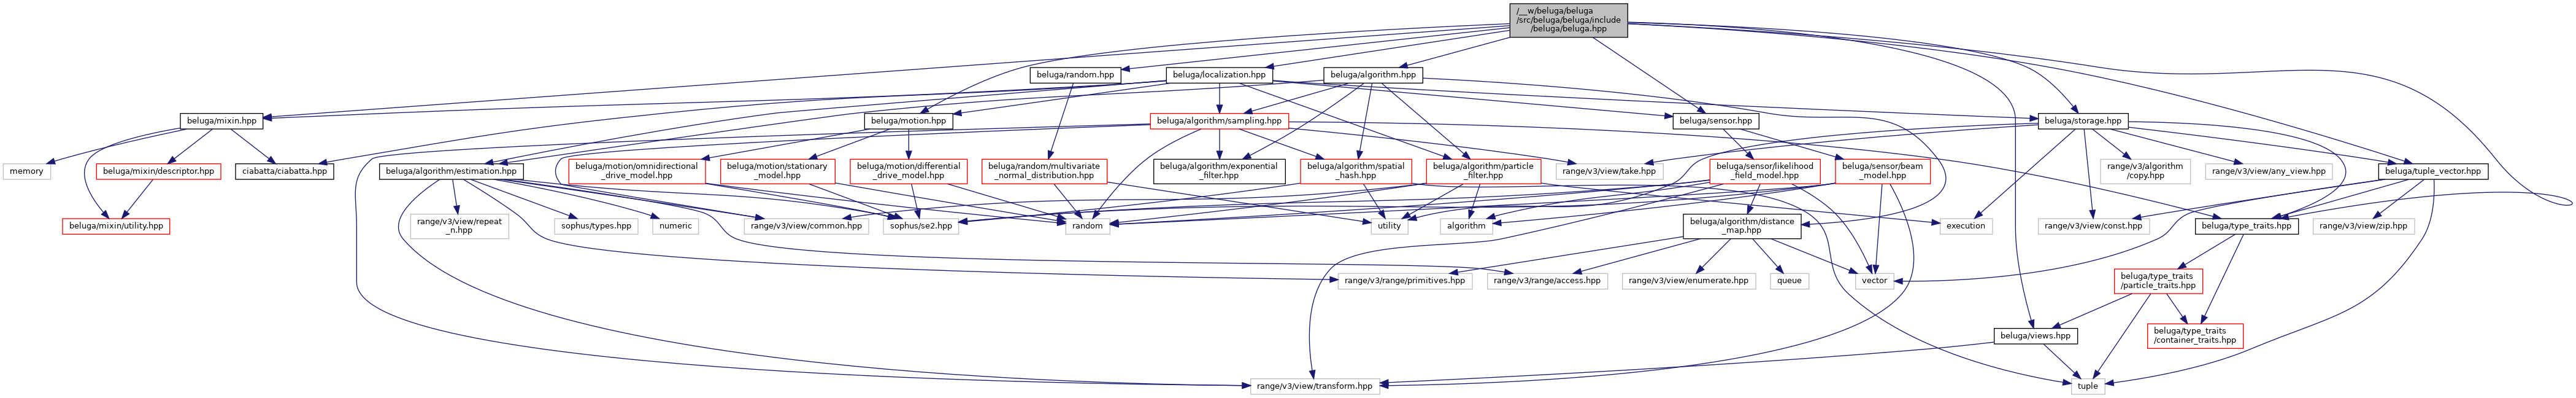 /__w/beluga/beluga
/src/beluga/beluga/include
/beluga/beluga.hpp
beluga/random.hpp
beluga/localization.hpp
beluga/algorithm.hpp
beluga/mixin.hpp
beluga/motion.hpp
beluga/algorithm/sampling.hpp
beluga/sensor.hpp
beluga/storage.hpp
memory
beluga/mixin/descriptor.hpp
ciabatta/ciabatta.hpp
beluga/algorithm/estimation.hpp
beluga/motion/omnidirectional
_drive_model.hpp
beluga/motion/stationary
_model.hpp
beluga/motion/differential
_drive_model.hpp
beluga/random/multivariate
_normal_distribution.hpp
beluga/algorithm/exponential
_filter.hpp
beluga/algorithm/spatial
_hash.hpp
beluga/algorithm/particle
_filter.hpp
range/v3/view/take.hpp
beluga/sensor/likelihood
_field_model.hpp
beluga/sensor/beam
_model.hpp
range/v3/algorithm
/copy.hpp
range/v3/view/any_view.hpp
beluga/tuple_vector.hpp
beluga/mixin/utility.hpp
range/v3/view/repeat
_n.hpp
sophus/types.hpp
numeric
range/v3/view/common.hpp
sophus/se2.hpp
random
utility
algorithm
beluga/algorithm/distance
_map.hpp
execution
range/v3/view/const.hpp
beluga/type_traits.hpp
range/v3/view/zip.hpp
range/v3/range/primitives.hpp
range/v3/range/access.hpp
range/v3/view/enumerate.hpp
queue
vector
beluga/type_traits
/particle_traits.hpp
beluga/views.hpp
beluga/type_traits
/container_traits.hpp
range/v3/view/transform.hpp
tuple